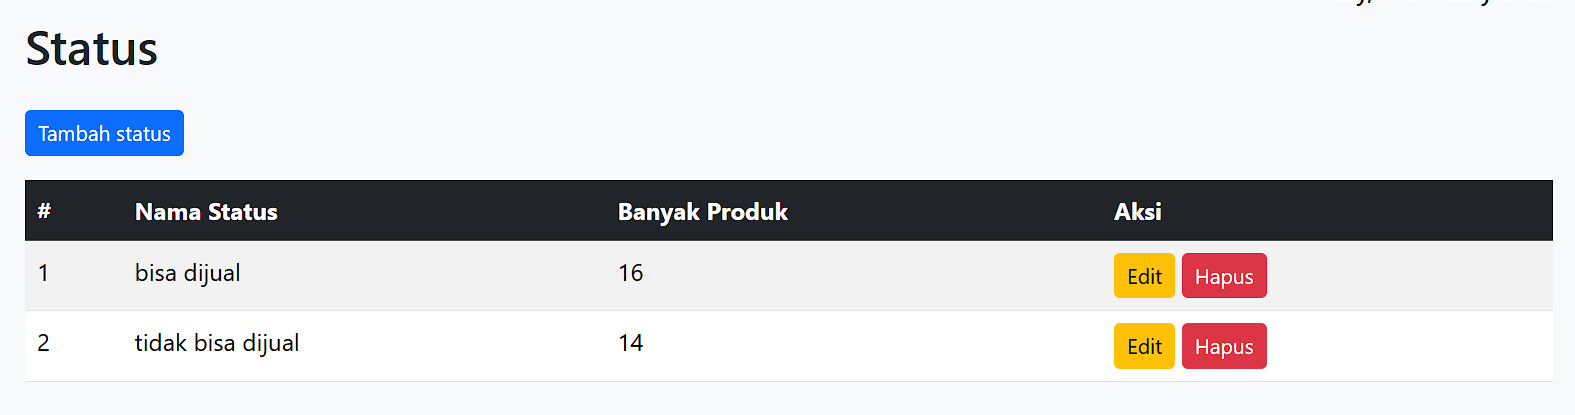 Status
Tambah status
# Nama Status Banyak Produk Aksi
1 bisa dijual 16 Edit Hapus
2 tidak bisa dijual 14 Edit Hapus